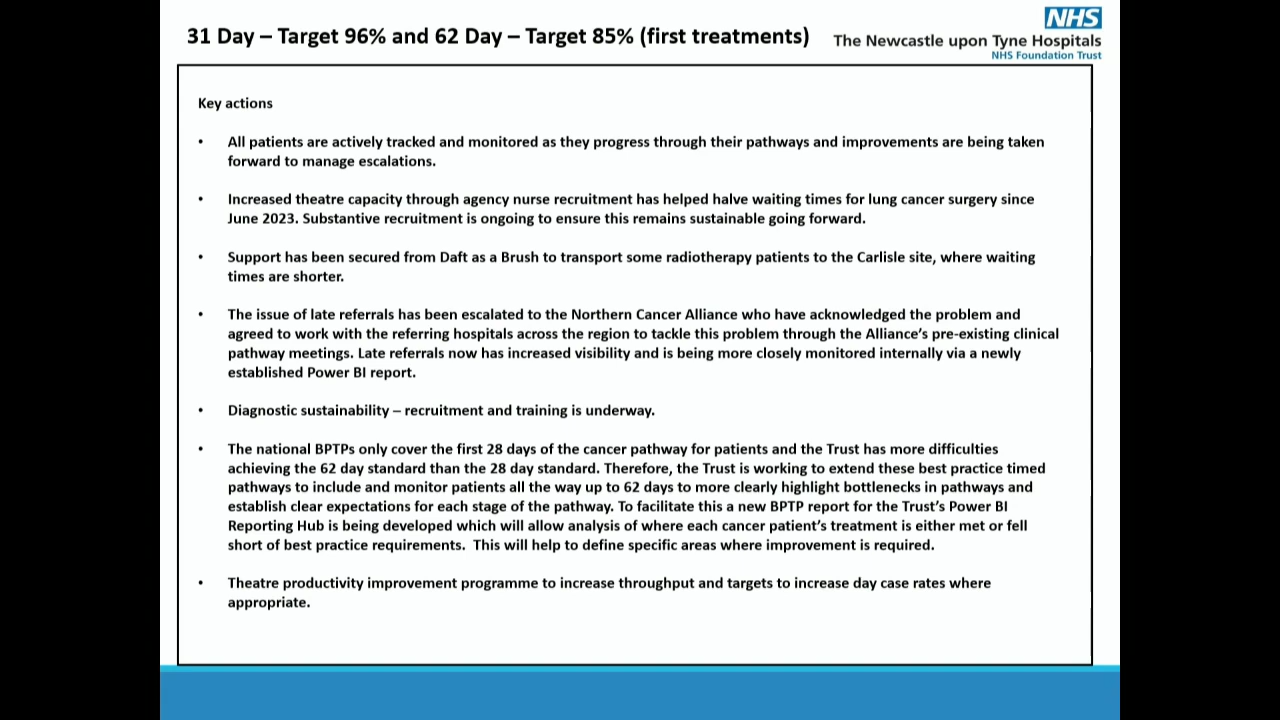 31 Day – Target 96% and 62 Day – Target 85% (first treatments)
NHS
The Newcastle upon Tyne Hospitals
NHS Foundation Trust
Key actions
• All patients are actively tracked and monitored as they progress through their pathways and improvements are being taken
forward to manage escalations.
• Increased theatre capacity through agency nurse recruitment has helped halve waiting times for lung cancer surgery since
June 2023. Substantive recruitment is ongoing to ensure this remains sustainable going forward.
• Support has been secured from Daft as a Brush to transport some radiotherapy patients to the Carlisle site, where waiting
times are shorter.
• The issue of late referrals has been escalated to the Northern Cancer Alliance who have acknowledged the problem and
agreed to work with the referring hospitals across the region to tackle this problem through the Alliance's pre-existing clinical
pathway meetings. Late referrals now has increased visibility and is being more closely monitored internally via a newly
established Power BI report.
• Diagnostic sustainability – recruitment and training is underway.
• The national BPTPs only cover the first 28 days of the cancer pathway for patients and the Trust has more difficulties
achieving the 62 day standard than the 28 day standard. Therefore, the Trust is working to extend these best practice timed
pathways to include and monitor patients all the way up to 62 days to more clearly highlight bottlenecks in pathways and
establish clear expectations for each stage of the pathway. To facilitate this a new BPTP report for the Trust's Power BI
Reporting Hub is being developed which will allow analysis of where each cancer patient's treatment is either met or fell
short of best practice requirements.  This will help to define specific areas where improvement is required.
• Theatre productivity improvement programme to increase throughput and targets to increase day case rates where
appropriate.